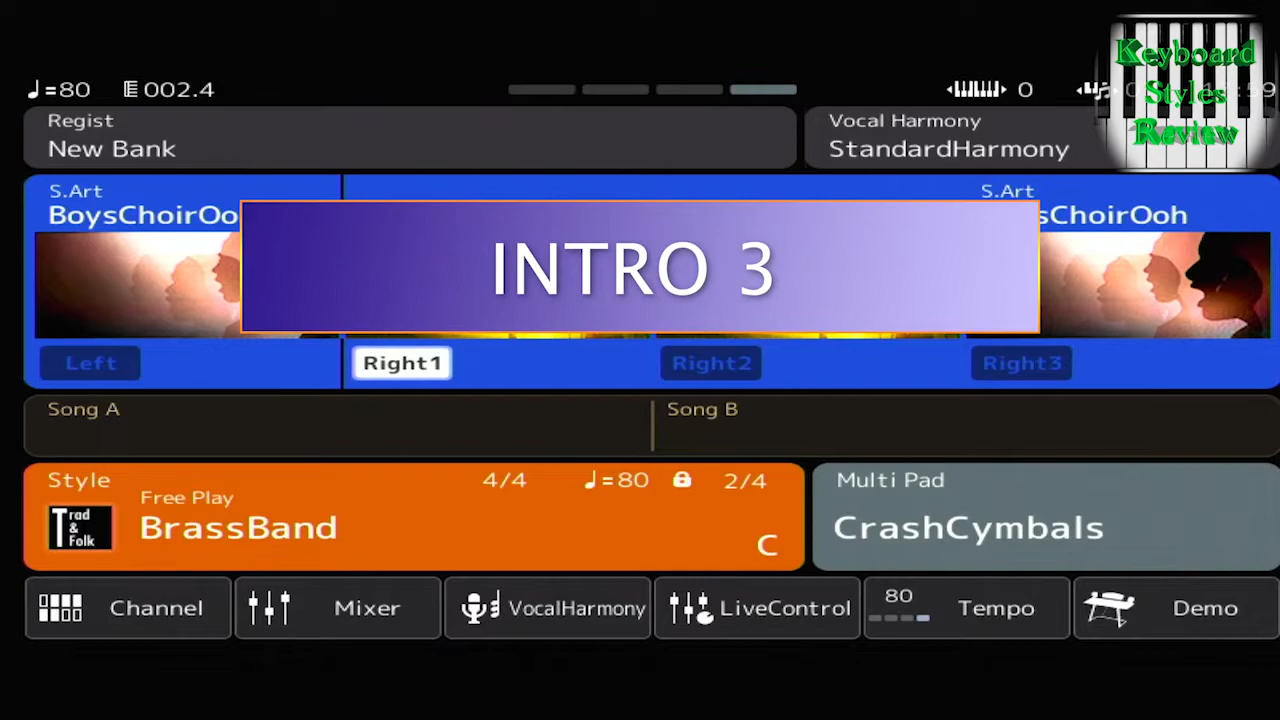 ♩=80 002.4 0
Keyboard
Styles
Review
Regist
New Bank
Vocal Harmony
StandardHarmony
S.Art
BoysChoirOo
S.Art
sChoirOoh
INTRO 3
Left
Right1
Right2
Right3
Song A
Song B
Style
4/4 ♩=80 2/4
Free Play
Trad
&
Folk
BrassBand
C
Multi Pad
CrashCymbals
Channel
Mixer
VocalHarmony
LiveControl
80
Tempo
Demo